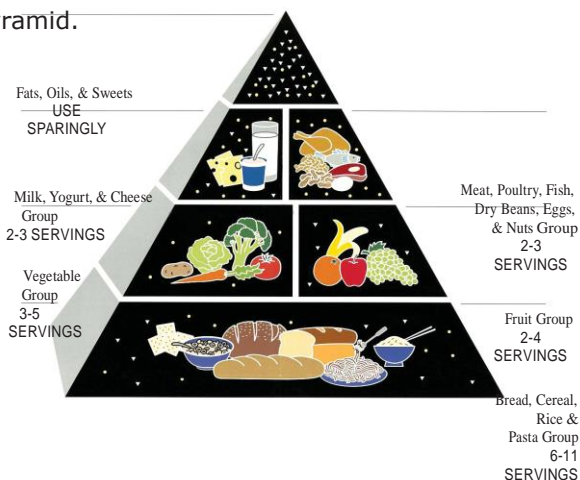 ramid.
Fats, Oils, & Sweets
USE
SPARINGLY
Milk, Yogurt, & Cheese
Group
2-3 SERVINGS
Vegetable
Group
3-5
SERVINGS
Meat, Poultry, Fish,
Dry Beans, Eggs,
& Nuts Group
2-3
SERVINGS
Fruit Group
2-4
SERVINGS
Bread, Cereal,
Rice &
Pasta Group
6-11
SERVINGS